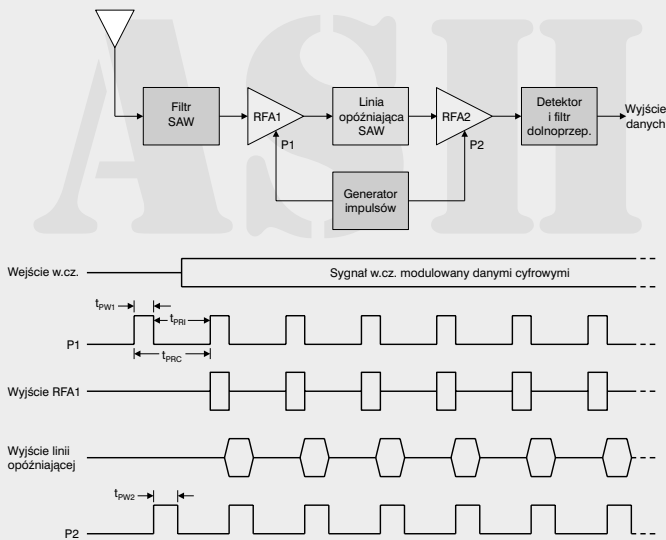 ASH
Filtr
SAW
RFA1
Linia
opóźniająca
SAW
RFA2
Detektor
i filtr
dolnoprzep.
Wyjście
danych
P1
P2
Generator
impulsów
Wejście w.cz.
Sygnał w.cz. modulowany danymi cyfrowymi
tPW1
tPRI
P1
tPRC
Wyjście RFA1
Wyjście linii
opóźniającej
tPW2
P2